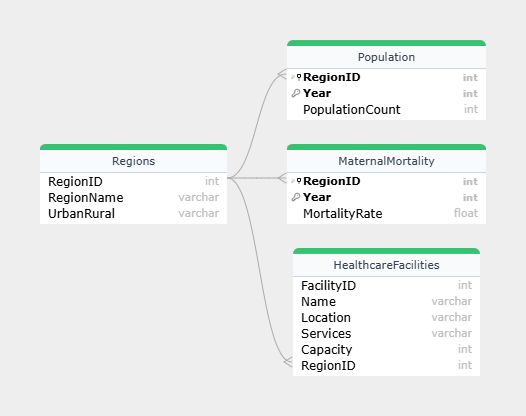 Population
RegionID int
Year int
PopulationCount int
Regions
RegionID int
RegionName varchar
UrbanRural varchar
MaternalMortality
RegionID int
Year int
MortalityRate float
HealthcareFacilities
FacilityID int
Name varchar
Location varchar
Services varchar
Capacity int
RegionID int